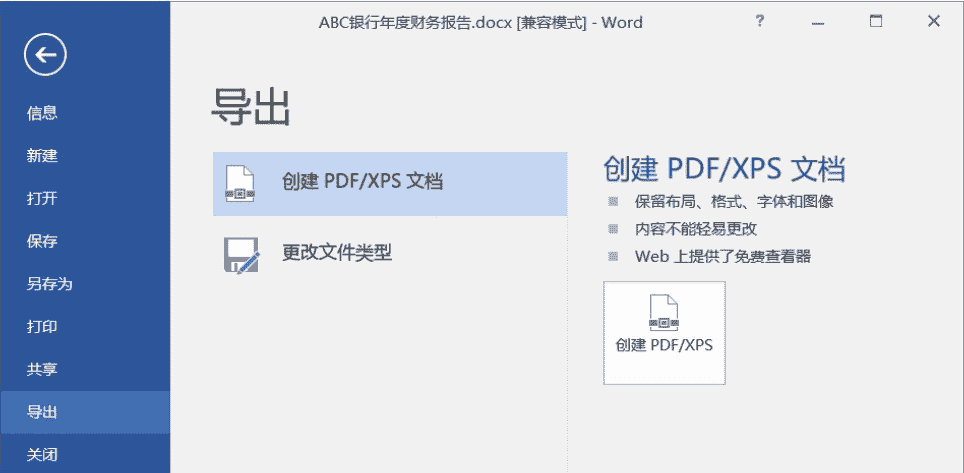 ABC银行年度财务报告.docx [兼容模式] - Word
?
信息
新建
打开
保存
另存为
打印
共享
导出
关闭
导出
创建 PDF/XPS 文档
更改文件类型
创建 PDF/XPS 文档
保留布局、格式、字体和图像
内容不能轻易更改
Web 上提供了免费查看器
创建 PDF/XPS